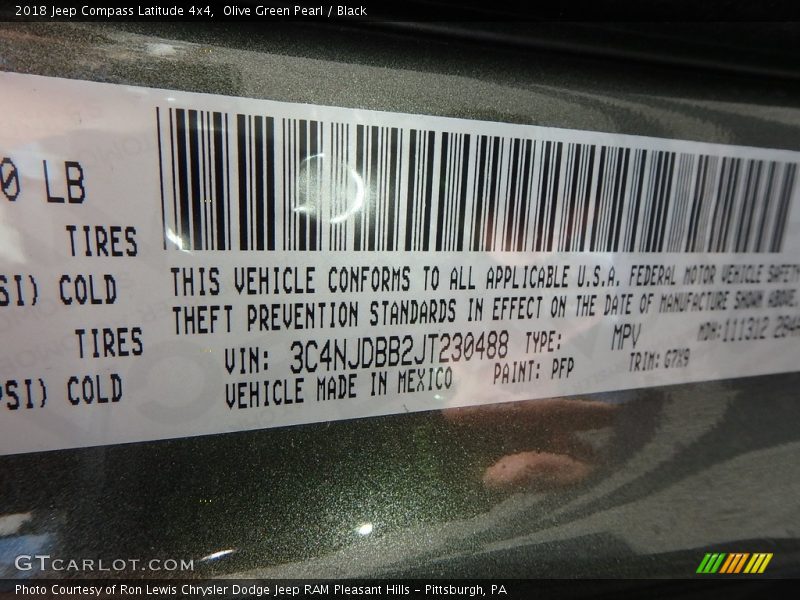 2018 Jeep Compass Latitude 4x4,  Olive Green Pearl / Black
0 LB
TIRES
SI) COLD
TIRES
PSI) COLD
THIS VEHICLE CONFORMS TO ALL APPLICABLE U.S.A. FEDERAL MOTOR VEHICLE SAFETY
THEFT PREVENTION STANDARDS IN EFFECT ON THE DATE OF MANUFACTURE SHOWN ABOVE.
VIN: 3C4NJDBB2JT230488 TYPE: MPV MDH:111312 294
VEHICLE MADE IN MEXICO PAINT: PFP TRIM: G7X9
GTCARLOT.COM
Photo Courtesy of Ron Lewis Chrysler Dodge Jeep RAM Pleasant Hills - Pittsburgh, PA